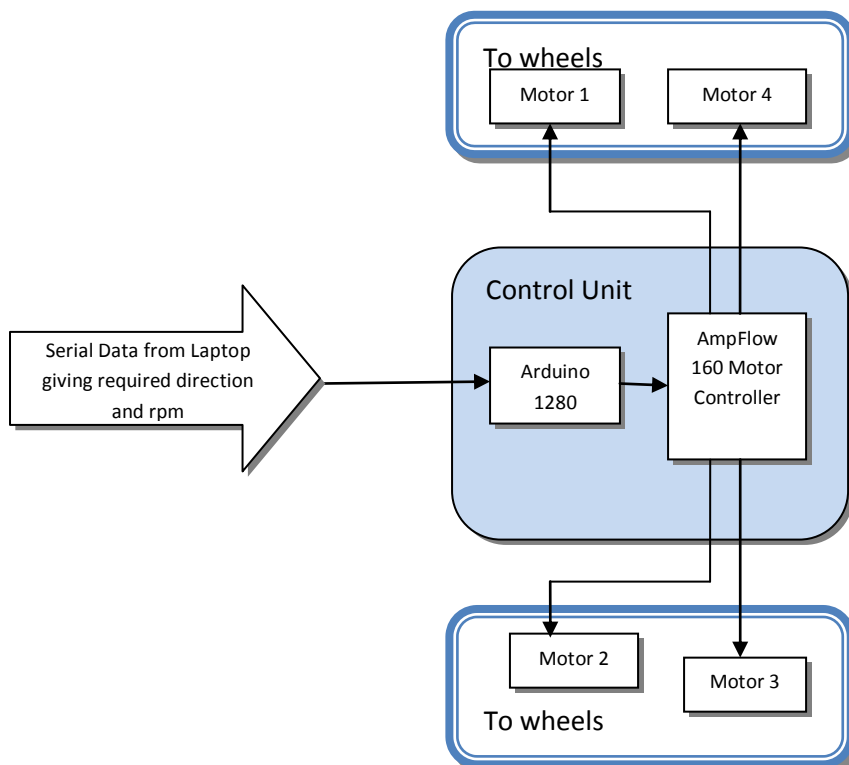 To wheels
Motor 1
Motor 4
Control Unit
Serial Data from Laptop
giving required direction
and rpm
Arduino
1280
AmpFlow
160 Motor
Controller
Motor 2
Motor 3
To wheels